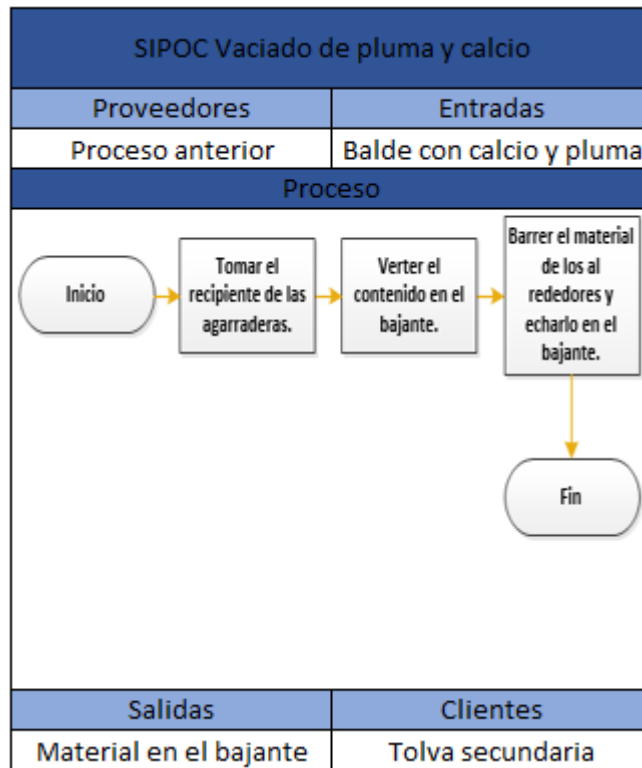 SIPOC Vaciado de pluma y calcio
Proveedores
Entradas
Proceso anterior
Balde con calcio y pluma
Proceso
Inicio
Tomar el
recipiente de las
agarraderas.
Verter el
contenido en el
bajante.
Barrer el material
de los al
rededores y
echarlo en el
bajante.
Fin
Salidas
Clientes
Material en el bajante
Tolva secundaria